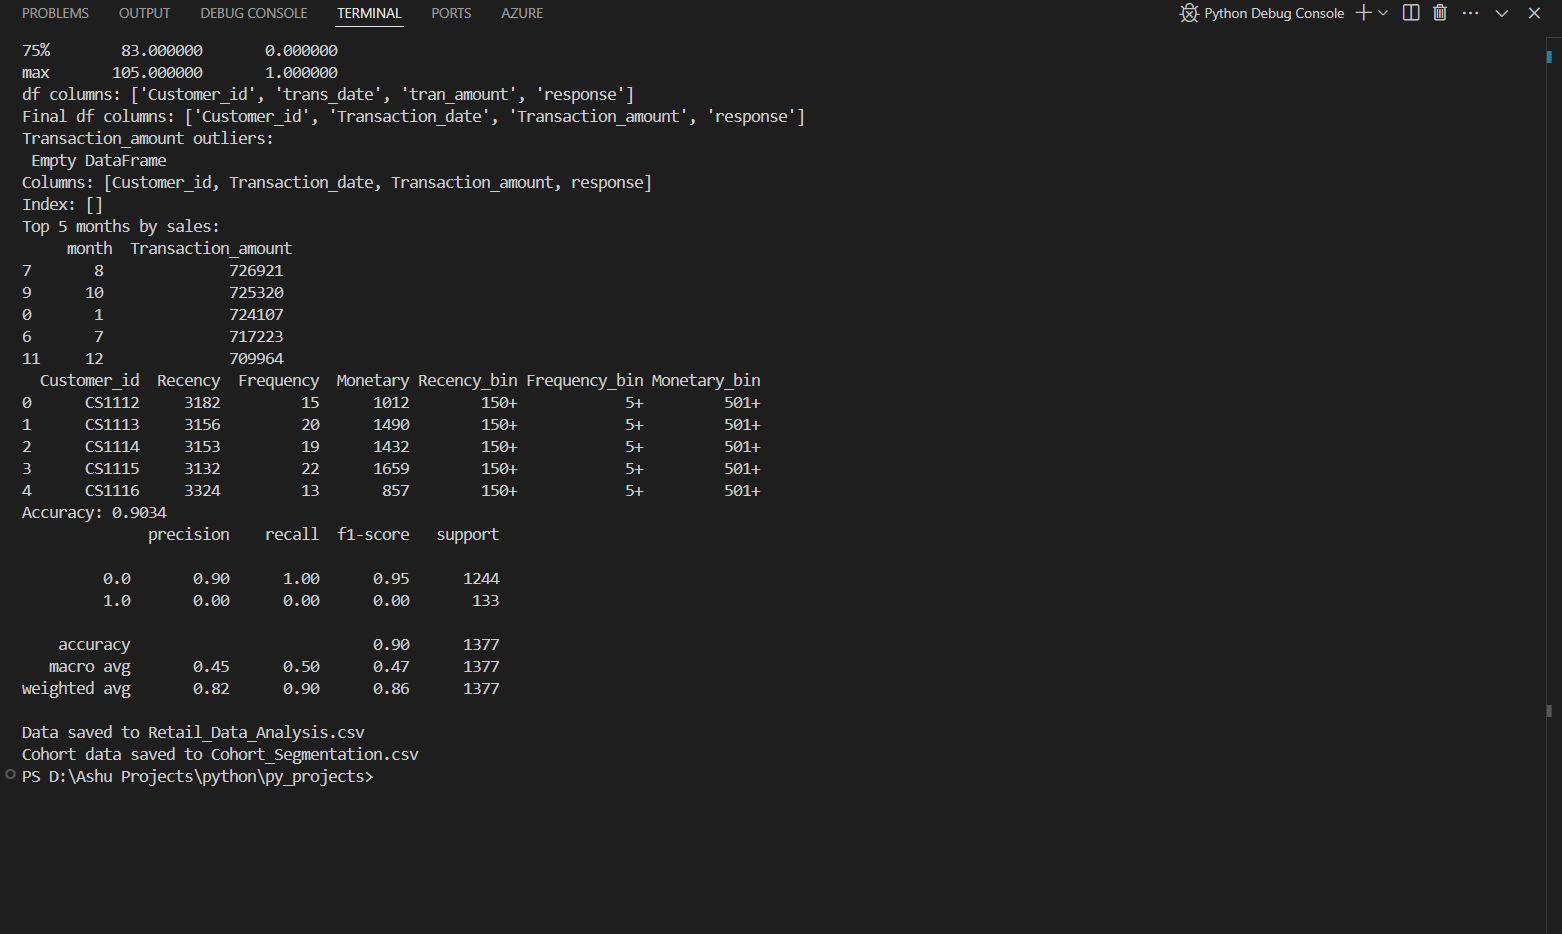 PROBLEMS OUTPUT DEBUG CONSOLE TERMINAL PORTS AZURE Python Debug Console
75% 83.000000 0.000000
max 105.000000 1.000000
df columns: ['Customer_id', 'trans_date', 'tran_amount', 'response']
Final df columns: ['Customer_id', 'Transaction_date', 'Transaction_amount', 'response']
Transaction_amount outliers:
Empty DataFrame
Columns: [Customer_id, Transaction_date, Transaction_amount, response]
Index: []
Top 5 months by sales:
month Transaction_amount
7 8 726921
9 10 725320
0 1 724107
6 7 717223
11 12 709964
Customer_id Recency Frequency Monetary Recency_bin Frequency_bin Monetary_bin
0 CS1112 3182 15 1012 150+ 5+ 501+
1 CS1113 3156 20 1490 150+ 5+ 501+
2 CS1114 3153 19 1432 150+ 5+ 501+
3 CS1115 3132 22 1659 150+ 5+ 501+
4 CS1116 3324 13 857 150+ 5+ 501+
Accuracy: 0.9034
precision recall f1-score support
0.0 0.90 1.00 0.95 1244
1.0 0.00 0.00 0.00 133
accuracy 0.90 1377
macro avg 0.45 0.50 0.47 1377
weighted avg 0.82 0.90 0.86 1377
Data saved to Retail_Data_Analysis.csv
Cohort data saved to Cohort_Segmentation.csv
PS D:\Ashu Projects\python\py_projects>